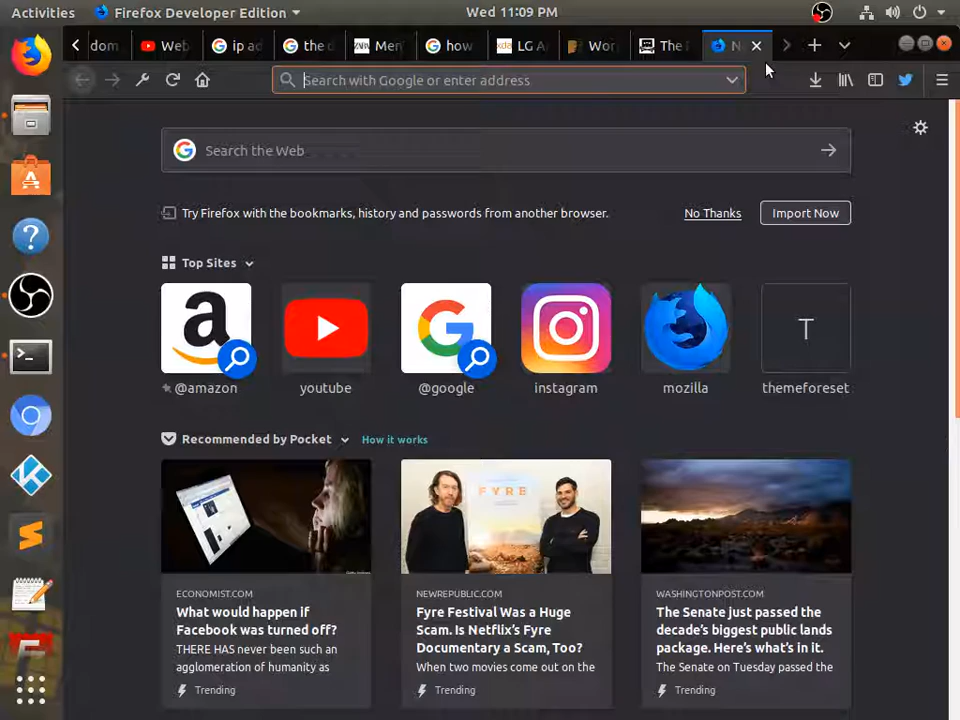 Activities
Firefox Developer Edition
Wed 11:09 PM
dom
Web
ip ad
the d
Mer
how
LG A
Wor
The
N
Search with Google or enter address
Search the Web
Try Firefox with the bookmarks, history and passwords from another browser.
No Thanks
Import Now
Top Sites
@amazon
youtube
@google
instagram
mozilla
T
themeforeset
Recommended by Pocket
How it works
FYRE
ECONOMIST.COM
What would happen if
Facebook was turned off?
THERE HAS never been such an
agglomeration of humanity as
Trending
NEWREPUBLIC.COM
Fyre Festival Was a Huge
Scam. Is Netflix's Fyre
Documentary a Scam, Too?
When two movies come out on the
Trending
WASHINGTONPOST.COM
The Senate just passed the
decade's biggest public lands
package. Here's what's in it.
The Senate on Tuesday passed the
Trending